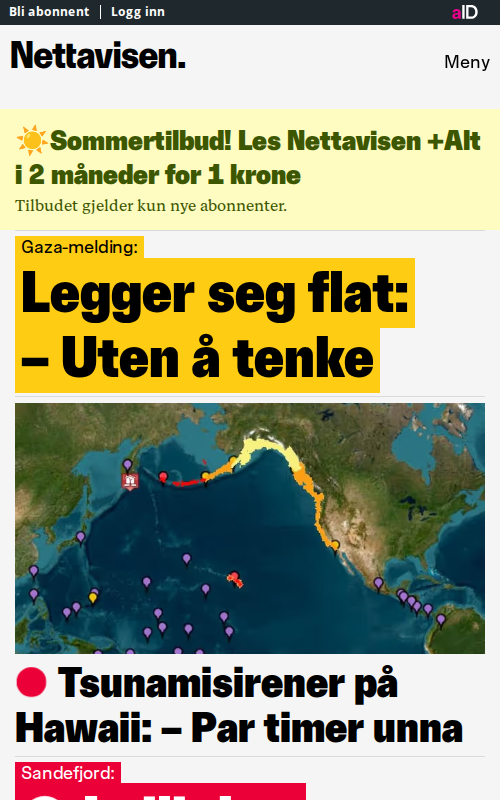 Bli abonnent | Logg inn
aID
Nettavisen.
Meny
☀️Sommertilbud! Les Nettavisen +Alt
i 2 måneder for 1 krone
Tilbudet gjelder kun nye abonnenter.
Gaza-melding:
Legger seg flat:
– Uten å tenke
🔴 Tsunamisirener på
Hawaii: – Par timer unna
Sandefjord: